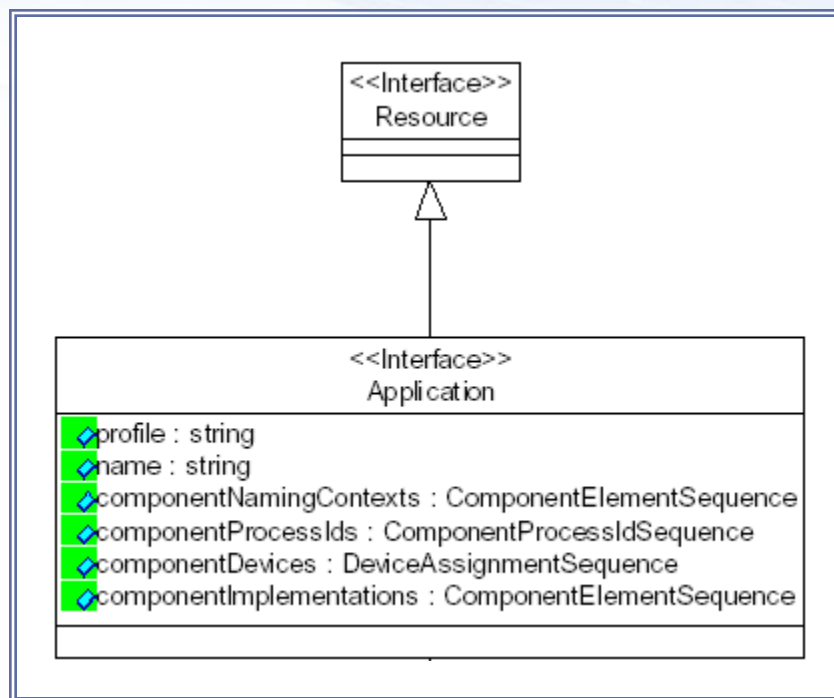 <<Interface>>
Resource
<<Interface>>
Application
profile : string
name : string
componentNamingContexts : ComponentElementSequence
componentProcessIds : ComponentProcessIdSequence
componentDevices : DeviceAssignmentSequence
componentImplementations : ComponentElementSequence